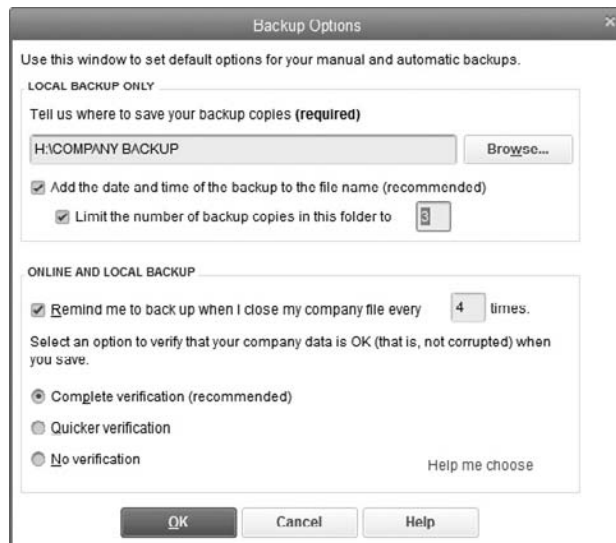 Backup Options
Use this window to set default options for your manual and automatic backups.
LOCAL BACKUP ONLY
Tell us where to save your backup copies (required)
H:\COMPANY BACKUP
Browse...
Add the date and time of the backup to the file name (recommended)
Limit the number of backup copies in this folder to 3
ONLINE AND LOCAL BACKUP
Remind me to back up when I close my company file every 4 times.
Select an option to verify that your company data is OK (that is, not corrupted) when
you save.
Complete verification (recommended)
Quicker verification
No verification
Help me choose
OK
Cancel
Help